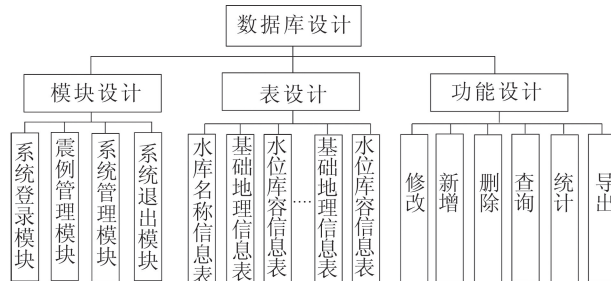 数据库设计
模块设计
表设计
功能设计
系统登录模块
震例管理模块
系统管理模块
系统退出模块
水库名称信息表
基础地理信息表
水位库容信息表
……
基础地理信息表
水位库容信息表
修改
新增
删除
查询
统计
导出